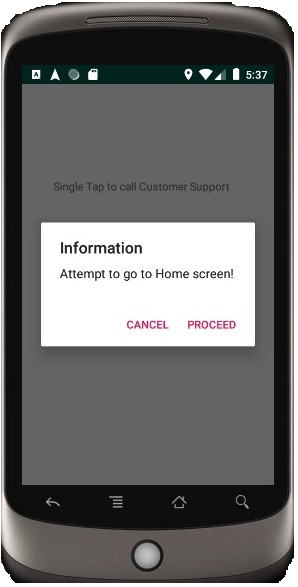 5:37
Single Tap to call Customer Support
Information
Attempt to go to Home screen!
CANCEL PROCEED